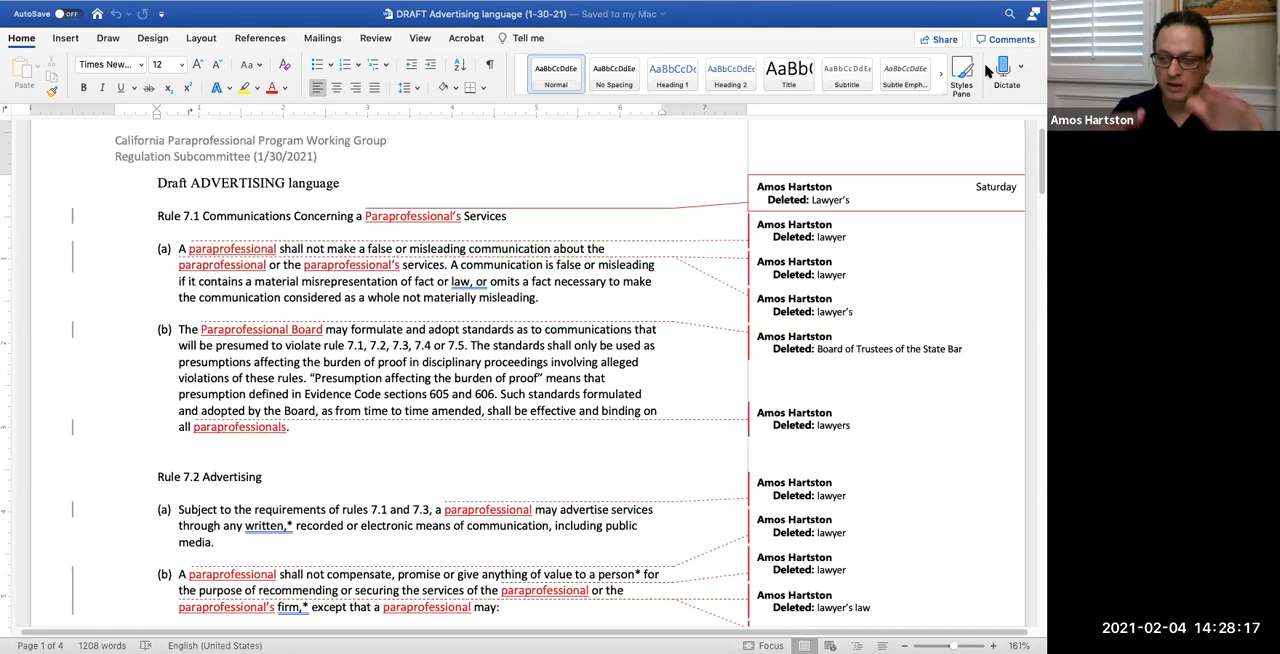 AutoSave OFF DRAFT Advertising language (1-30-21) — Saved to my Mac
Home Insert Draw Design Layout References Mailings Review View Acrobat Tell me Share Comments
Paste Times New... 12 Aa
AaBbCcDdEe AaBbCcDdEe AaBbCcDc AaBbCcDdEe AaBb( AaBbCcDdEe AaBbCcDdEe
Normal No Spacing Heading 1 Heading 2 Title Subtitle Subtle Emph... Styles Pane Dictate
1 1 2 3 4 5 6 7
California Paraprofessional Program Working Group
Regulation Subcommittee (1/30/2021)
Draft ADVERTISING language
Rule 7.1 Communications Concerning a Paraprofessional's Services
(a) A paraprofessional shall not make a false or misleading communication about the
paraprofessional or the paraprofessional's services. A communication is false or misleading
if it contains a material misrepresentation of fact or law, or omits a fact necessary to make
the communication considered as a whole not materially misleading.
(b) The Paraprofessional Board may formulate and adopt standards as to communications that
will be presumed to violate rule 7.1, 7.2, 7.3, 7.4 or 7.5. The standards shall only be used as
presumptions affecting the burden of proof in disciplinary proceedings involving alleged
violations of these rules. “Presumption affecting the burden of proof” means that
presumption defined in Evidence Code sections 605 and 606. Such standards formulated
and adopted by the Board, as from time to time amended, shall be effective and binding on
all paraprofessionals.
Rule 7.2 Advertising
(a) Subject to the requirements of rules 7.1 and 7.3, a paraprofessional may advertise services
through any written,* recorded or electronic means of communication, including public
media.
(b) A paraprofessional shall not compensate, promise or give anything of value to a person* for
the purpose of recommending or securing the services of the paraprofessional or the
paraprofessional's firm,* except that a paraprofessional may:
Amos Hartston Saturday
Deleted: Lawyer's
Amos Hartston
Deleted: lawyer
Amos Hartston
Deleted: lawyer
Amos Hartston
Deleted: lawyer's
Amos Hartston
Deleted: Board of Trustees of the State Bar
Amos Hartston
Deleted: lawyers
Amos Hartston
Deleted: lawyer
Amos Hartston
Deleted: lawyer
Amos Hartston
Deleted: lawyer
Amos Hartston
Deleted: lawyer's law
Page 1 of 4 1208 words English (United States) Focus 161%
Amos Hartston
2021-02-04 14:28:17